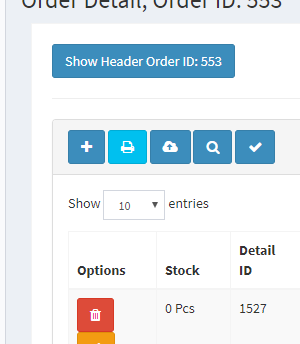 Order Detail, Order ID: 553
Show Header Order ID: 553
Show 10 entries
Options Stock Detail ID
0 Pcs 1527